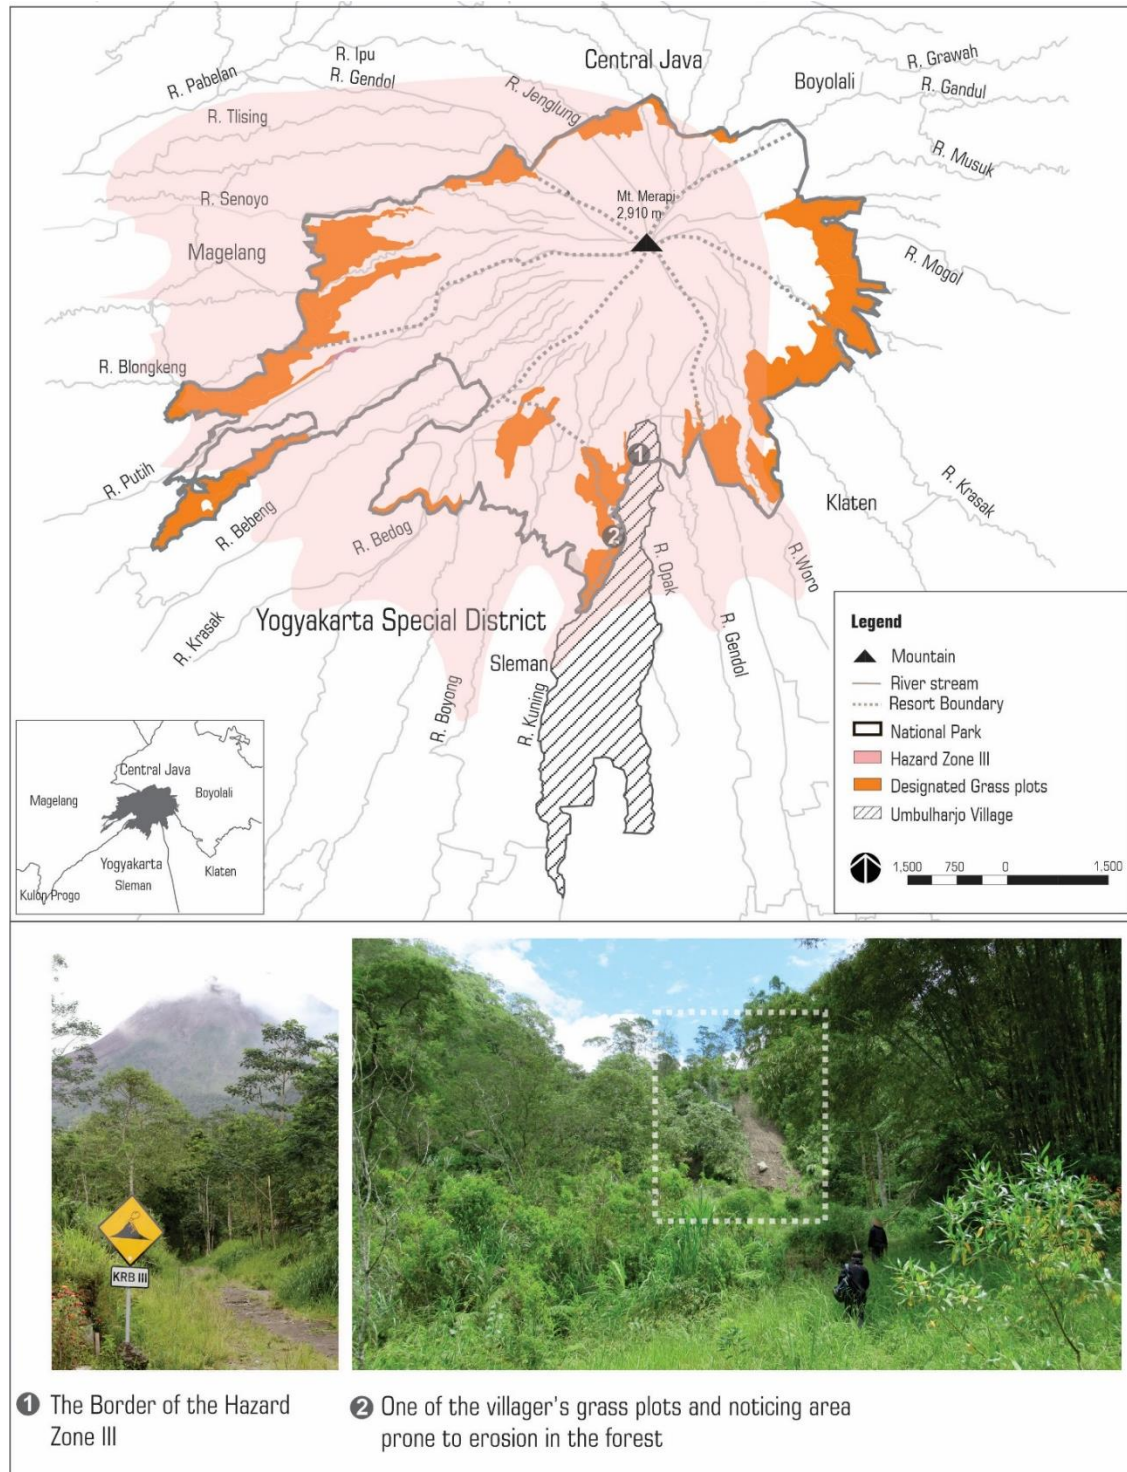 Central Java
Boyolali
R. Ipu
R. Pabelan
R. Gendol
R. Jenglung
R. Grawah
R. Gandul
R. Tlising
R. Musuk
R. Senoyo
Mt. Merapi
2,910 m
Magelang
R. Mogol
R. Blongkeng
R. Putih
R. Bebeng
R. Bedog
Klaten
R. Krasak
1
2
R. Opak
R.Woro
R. Krasak
Yogyakarta Special District
Sleman
R. Gendol
R. Boyong
R. Kuning
Legend
Mountain
River stream
Resort Boundary
National Park
Hazard Zone III
Designated Grass plots
Umbulharjo Village
1,500 750 0 1,500
Central Java
Magelang
Boyolali
Yogyakarta
Sleman
Klaten
Kulon Progo
KRB III
1 The Border of the Hazard
Zone III
2 One of the villager's grass plots and noticing area
prone to erosion in the forest